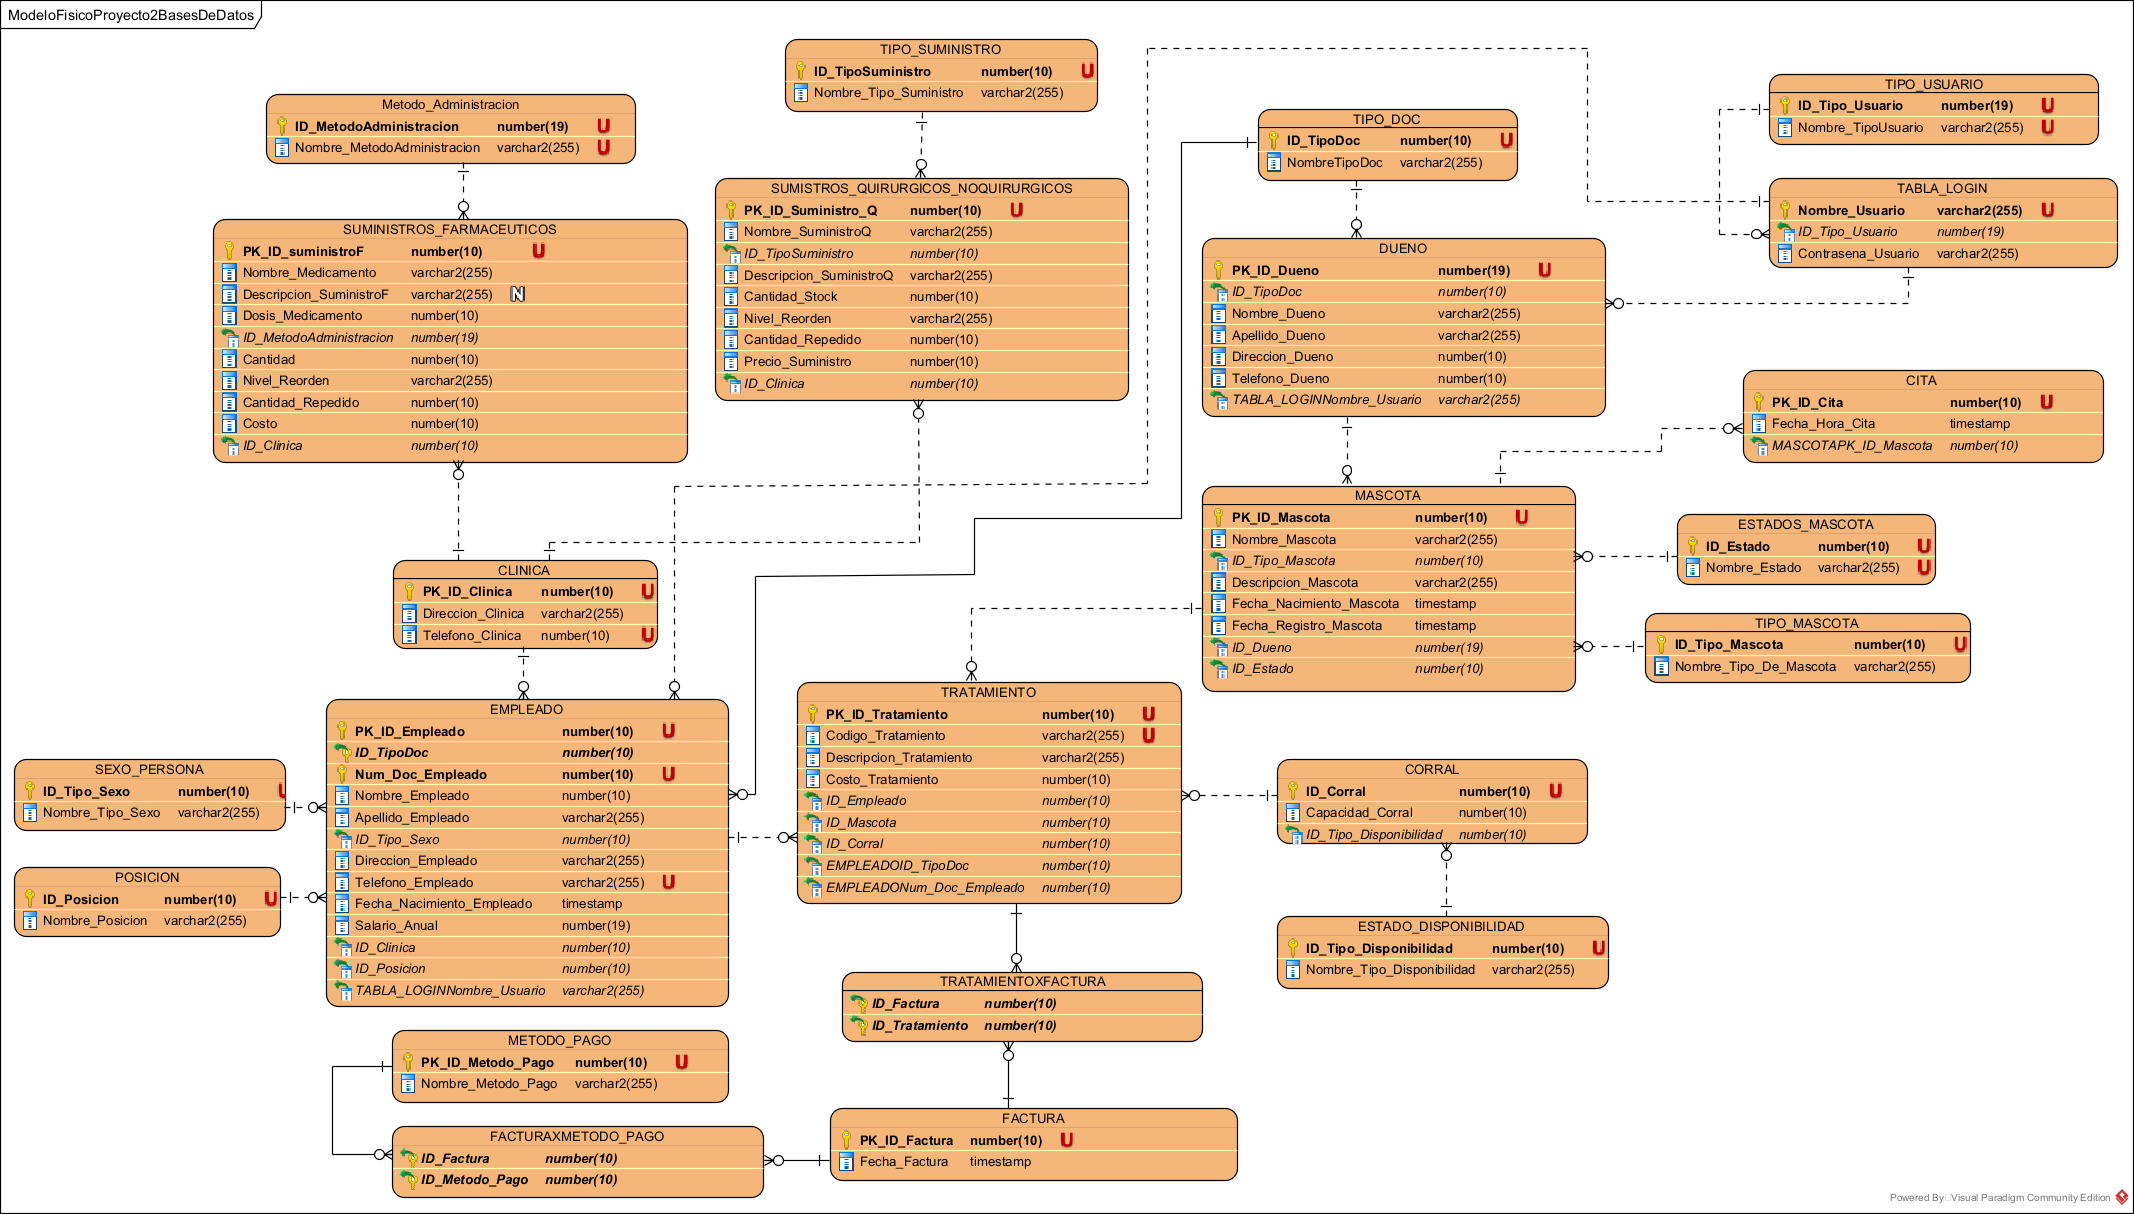 ModeloFisicoProyecto2BasesDeDatos
Metodo_Administracion
ID_MetodoAdministracion number(19) U
Nombre_MetodoAdministracion varchar2(255) U
TIPO_SUMINISTRO
ID_TipoSuministro number(10) U
Nombre_Tipo_Suministro varchar2(255)
TIPO_DOC
ID_TipoDoc number(10) U
NombreTipoDoc varchar2(255)
TIPO_USUARIO
ID_Tipo_Usuario number(19) U
Nombre_TipoUsuario varchar2(255) U
TABLA_LOGIN
Nombre_Usuario varchar2(255) U
ID_Tipo_Usuario number(19)
Contrasena_Usuario varchar2(255)
SUMINISTROS_FARMACEUTICOS
PK_ID_suministroF number(10) U
Nombre_Medicamento varchar2(255)
Descripcion_SuministroF varchar2(255) N
Dosis_Medicamento number(10)
ID_MetodoAdministracion number(19)
Cantidad number(10)
Nivel_Reorden varchar2(255)
Cantidad_Repedido number(10)
Costo number(10)
ID_Clinica number(10)
SUMISTROS_QUIRURGICOS_NOQUIRURGICOS
PK_ID_Suministro_Q number(10) U
Nombre_SuministroQ varchar2(255)
ID_TipoSuministro number(10)
Descripcion_SuministroQ varchar2(255)
Cantidad_Stock number(10)
Nivel_Reorden varchar2(255)
Cantidad_Repedido number(10)
Precio_Suministro number(10)
ID_Clinica number(10)
DUENO
PK_ID_Dueno number(19) U
ID_TipoDoc number(10)
Nombre_Dueno varchar2(255)
Apellido_Dueno varchar2(255)
Direccion_Dueno number(10)
Telefono_Dueno number(10)
TABLA_LOGINNombre_Usuario varchar2(255)
CITA
PK_ID_Cita number(10) U
Fecha_Hora_Cita timestamp
MASCOTAPK_ID_Mascota number(10)
MASCOTA
PK_ID_Mascota number(10) U
Nombre_Mascota varchar2(255)
ID_Tipo_Mascota number(10)
Descripcion_Mascota varchar2(255)
Fecha_Nacimiento_Mascota timestamp
Fecha_Registro_Mascota timestamp
ID_Dueno number(19)
ID_Estado number(10)
ESTADOS_MASCOTA
ID_Estado number(10) U
Nombre_Estado varchar2(255) U
TIPO_MASCOTA
ID_Tipo_Mascota number(10) U
Nombre_Tipo_De_Mascota varchar2(255)
CLINICA
PK_ID_Clinica number(10) U
Direccion_Clinica varchar2(255)
Telefono_Clinica number(10) U
EMPLEADO
PK_ID_Empleado number(10) U
ID_TipoDoc number(10)
Num_Doc_Empleado number(10) U
Nombre_Empleado number(10)
Apellido_Empleado varchar2(255)
ID_Tipo_Sexo number(10)
Direccion_Empleado varchar2(255)
Telefono_Empleado varchar2(255) U
Fecha_Nacimiento_Empleado timestamp
Salario_Anual number(19)
ID_Clinica number(10)
ID_Posicion number(10)
TABLA_LOGINNombre_Usuario varchar2(255)
SEXO_PERSONA
ID_Tipo_Sexo number(10) U
Nombre_Tipo_Sexo varchar2(255)
POSICION
ID_Posicion number(10) U
Nombre_Posicion varchar2(255)
TRATAMIENTO
PK_ID_Tratamiento number(10) U
Codigo_Tratamiento varchar2(255) U
Descripcion_Tratamiento varchar2(255)
Costo_Tratamiento number(10)
ID_Empleado number(10)
ID_Mascota number(10)
ID_Corral number(10)
EMPLEADOID_TipoDoc number(10)
EMPLEADONum_Doc_Empleado number(10)
CORRAL
ID_Corral number(10) U
Capacidad_Corral number(10)
ID_Tipo_Disponibilidad number(10)
ESTADO_DISPONIBILIDAD
ID_Tipo_Disponibilidad number(10) U
Nombre_Tipo_Disponibilidad varchar2(255)
TRATAMIENTOXFACTURA
ID_Factura number(10)
ID_Tratamiento number(10)
METODO_PAGO
PK_ID_Metodo_Pago number(10) U
Nombre_Metodo_Pago varchar2(255)
FACTURAXMETODO_PAGO
ID_Factura number(10)
ID_Metodo_Pago number(10)
FACTURA
PK_ID_Factura number(10) U
Fecha_Factura timestamp
Powered By Visual Paradigm Community Edition